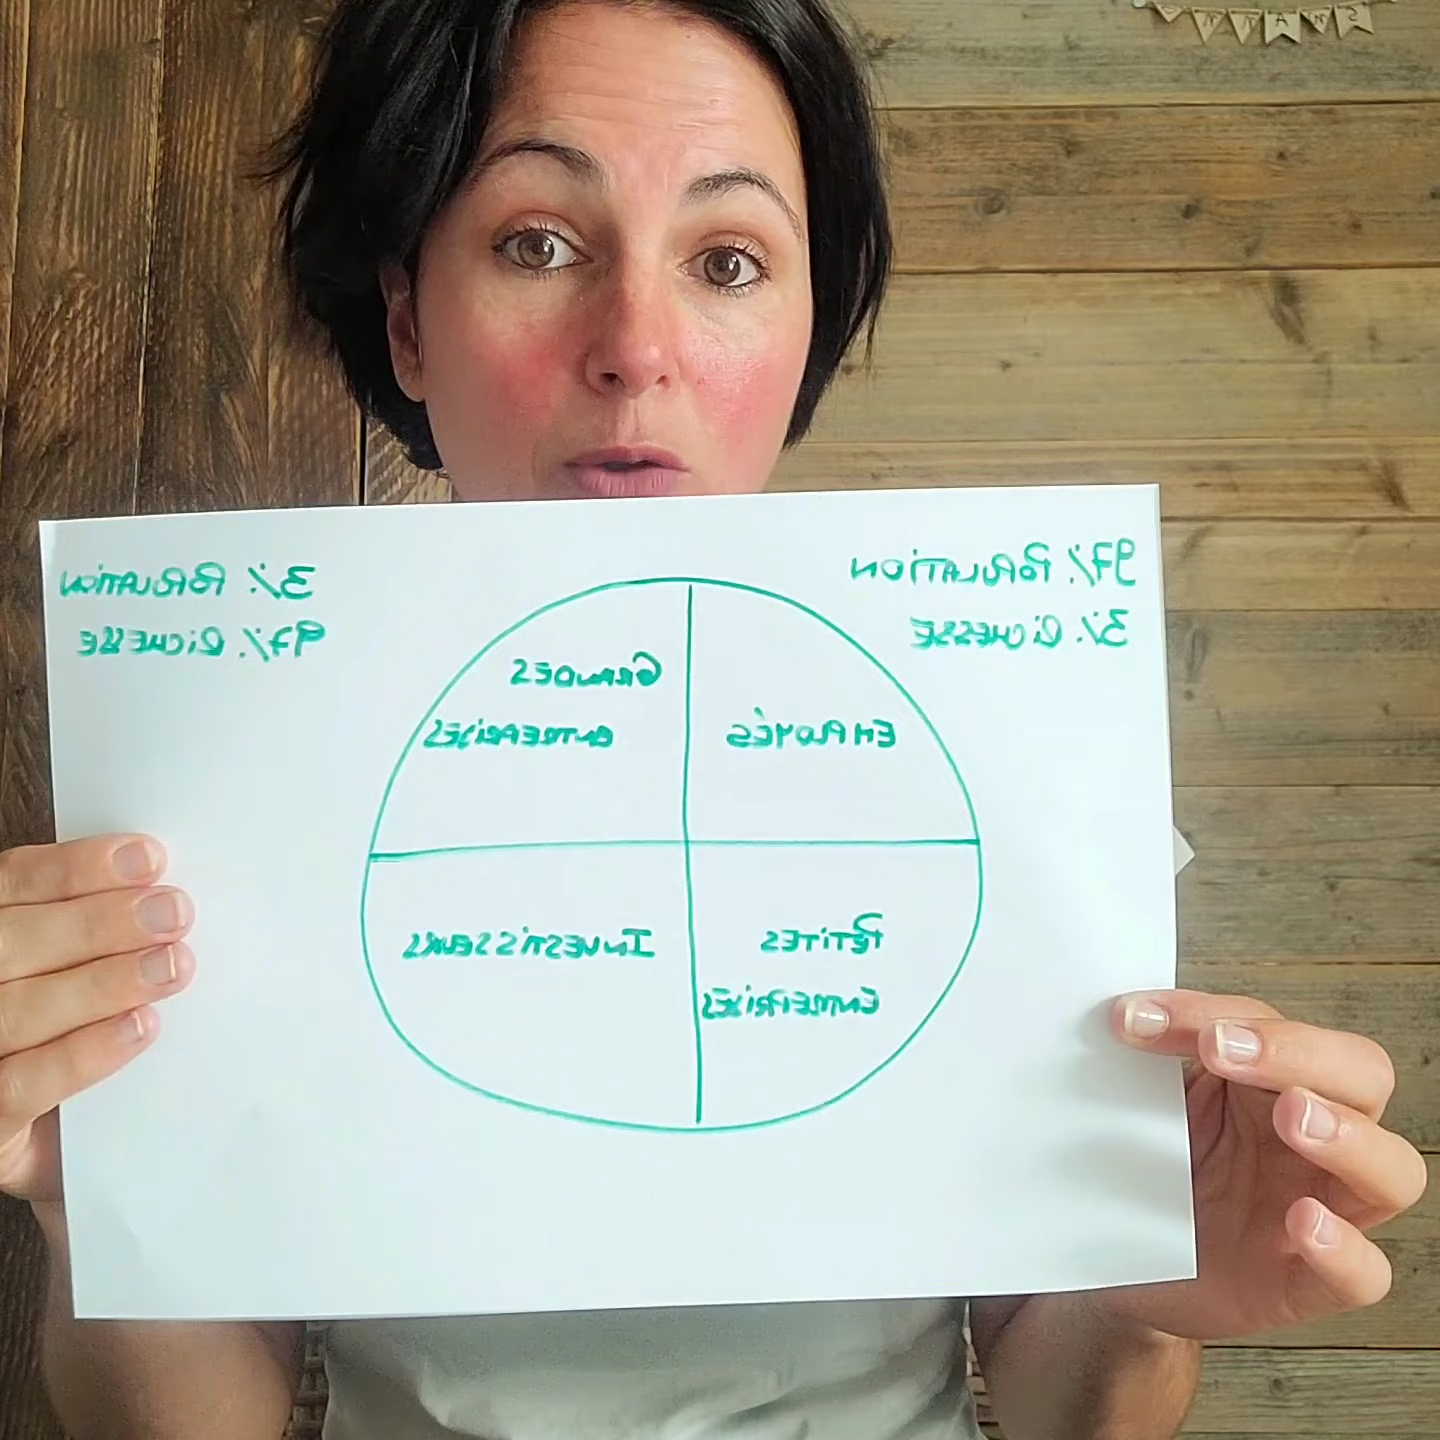 97% POPULATION
3% RICHESSE
3% POPULATION
97% RICHESSE
EMPLOYÉS
GRANDES
ENTREPRISES
PETITES
ENTREPRISES
INVESTISSEURS